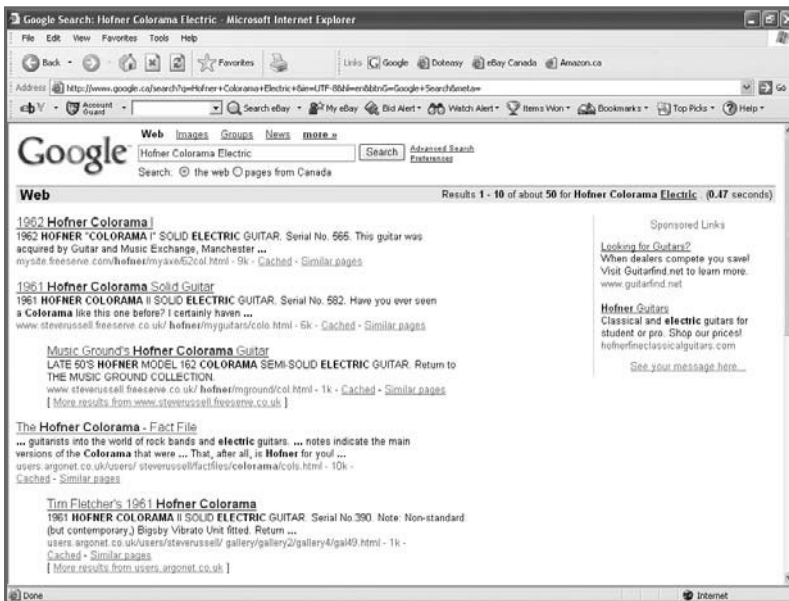 Google Search: Hofner Colorama Electric - Microsoft Internet Explorer
File Edit View Favorites Tools Help
Back Favorites Links Google Doteasy eBay Canada Amazon.ca
Address http://www.google.ca/search?q=Hofner+Colorama+Electric&ie=UTF-8&hl=en&btnG=Google+Search&meta= Go
ebY Account Guard Search eBay My eBay Bid Alert Watch Alert Items Won Bookmarks Top Picks Help
Google
Web Images Groups News more »
Hofner Colorama Electric Search Advanced Search
Preferences
Search: the web pages from Canada
Web Results 1 - 10 of about 50 for Hofner Colorama Electric . (0.47 seconds)
1962 Hofner Colorama I
1962 HOFNER "COLORAMA I" SOLID ELECTRIC GUITAR. Serial No. 565. This guitar was
acquired by Guitar and Music Exchange, Manchester ...
mysite.freeserve.com/hofner/myaxe/62col.html - 9k - Cached - Similar pages
1961 Hofner Colorama Solid Guitar
1961 HOFNER COLORAMA II SOLID ELECTRIC GUITAR. Serial No. 582. Have you ever seen
a Colorama like this one before? I certainly haven ...
www.steverussell.freeserve.co.uk/ hofner/myguitars/colo.html - 6k - Cached - Similar pages
Music Ground's Hofner Colorama Guitar
LATE 50'S HOFNER MODEL 162 COLORAMA SEMI-SOLID ELECTRIC GUITAR. Return to
THE MUSIC GROUND COLLECTION.
www.steverussell.freeserve.co.uk/ hofner/mground/col.html - 1k - Cached - Similar pages
[ More results from www.steverussell.freeserve.co.uk ]
The Hofner Colorama - Fact File
... guitarists into the world of rock bands and electric guitars. ... notes indicate the main
versions of the Colorama that were ... That, after all, is Hofner for you! ...
users.argonet.co.uk/users/ steverussell/factfiles/colorama/cols.html - 10k -
Cached - Similar pages
Tim Fletcher's 1961 Hofner Colorama
1961 HOFNER COLORAMA II SOLID ELECTRIC GUITAR. Serial No.390. Note: Non-standard
(but contemporary,) Bigsby Vibrato Unit fitted. Return ...
users.argonet.co.uk/users/steverussell/ gallery/gallery2/gallery4/gal49.html - 1k -
Cached - Similar pages
[ More results from users.argonet.co.uk ]
Sponsored Links
Looking for Guitars?
When dealers compete you save!
Visit Guitarfind.net to learn more.
www.guitarfind.net
Hofner Guitars
Classical and electric guitars for
student or pro. Shop our prices!
hofnerfineclassicalguitars.com
See your message here...
Done Internet